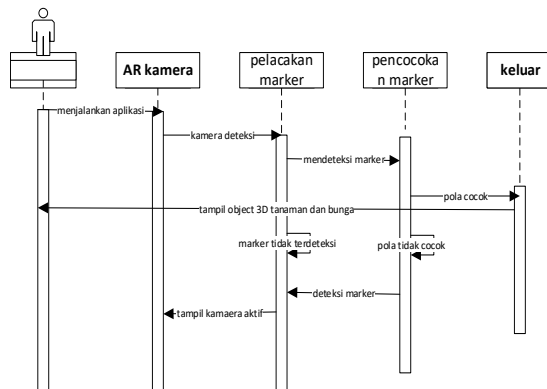 AR kamera
pelacakan
marker
pencocoka
n marker
keluar
menjalankan aplikasi
kamera deteksi
mendeteksi marker
pola cocok
tampil object 3D tanaman dan bunga
marker tidak terdeteksi
pola tidak cocok
deteksi marker
tampil kamaera aktif